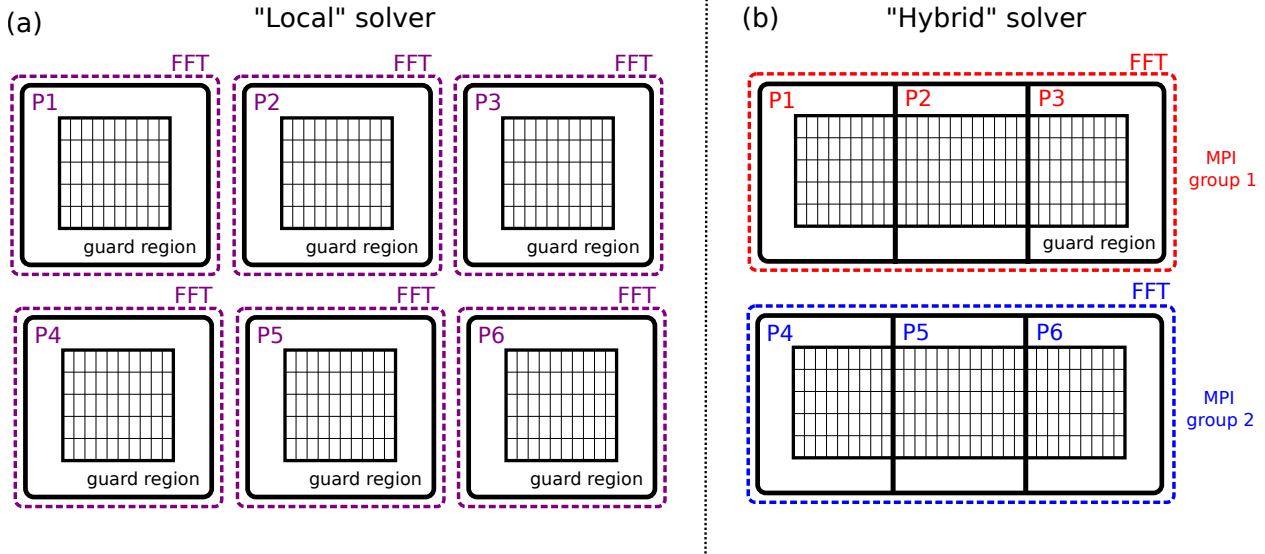 (a)
"Local" solver
FFT
FFT
FFT
P1
P2
P3
guard region
guard region
guard region
FFT
FFT
FFT
P4
P5
P6
guard region
guard region
guard region
(b)
"Hybrid" solver
FFT
P1
P2
P3
MPI
group 1
guard region
FFT
P4
P5
P6
MPI
group 2